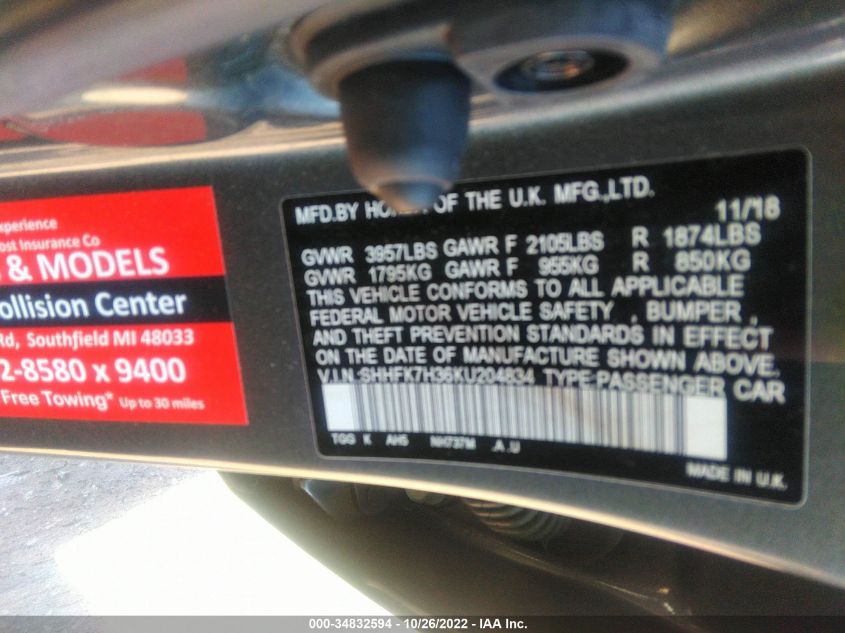 xperience
ost Insurance Co
& MODELS
ollision Center
Rd, Southfield MI 48033
2-8580 x 9400
Free Towing* Up to 30 miles
MFD.BY HONDA OF THE U.K. MFG.,LTD. 11/18
GVWR 3957LBS GAWR F 2105LBS R 1874LBS
GVWR 1795KG GAWR F 955KG R 850KG
THIS VEHICLE CONFORMS TO ALL APPLICABLE
FEDERAL MOTOR VEHICLE SAFETY , BUMPER ,
AND THEFT PREVENTION STANDARDS IN EFFECT
ON THE DATE OF MANUFACTURE SHOWN ABOVE.
V.I.N.:SHHFK7H36KU204834 TYPE:PASSENGER CAR
TGG K AH5 NH737M .A .U
MADE IN U.K.
000-34832594 - 10/26/2022 - IAA Inc.